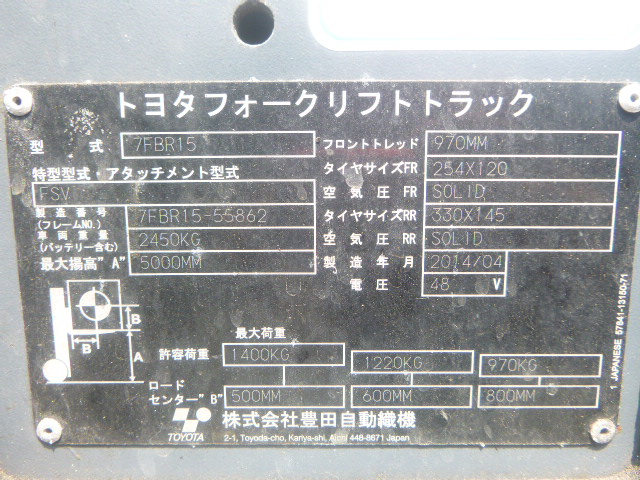 トヨタフォークリフトトラック
型 式 7FBR15 フロントトレッド 970MM
特型型式・アタッチメント型式 タイヤサイズFR 254X120
FSV 空気圧 FR SOLID
製造番号 (フレームNO.) 7FBR15-55862 タイヤサイズRR 330X145
車両重量 (バッテリー含む) 2450KG 空気圧 RR SOLID
最大揚高"A" 5000MM 製造年月 2014/04
電圧 48 V
B
B
A
最大荷重
許容荷重 1400KG 1220KG 970KG
ロード
センター"B" 500MM 600MM 800MM
TOYOTA 株式会社豊田自動織機
2-1, Toyoda-cho, Kariya-shi, Aichi 448-8671 Japan
1 JAPANESE 57841-13150-71